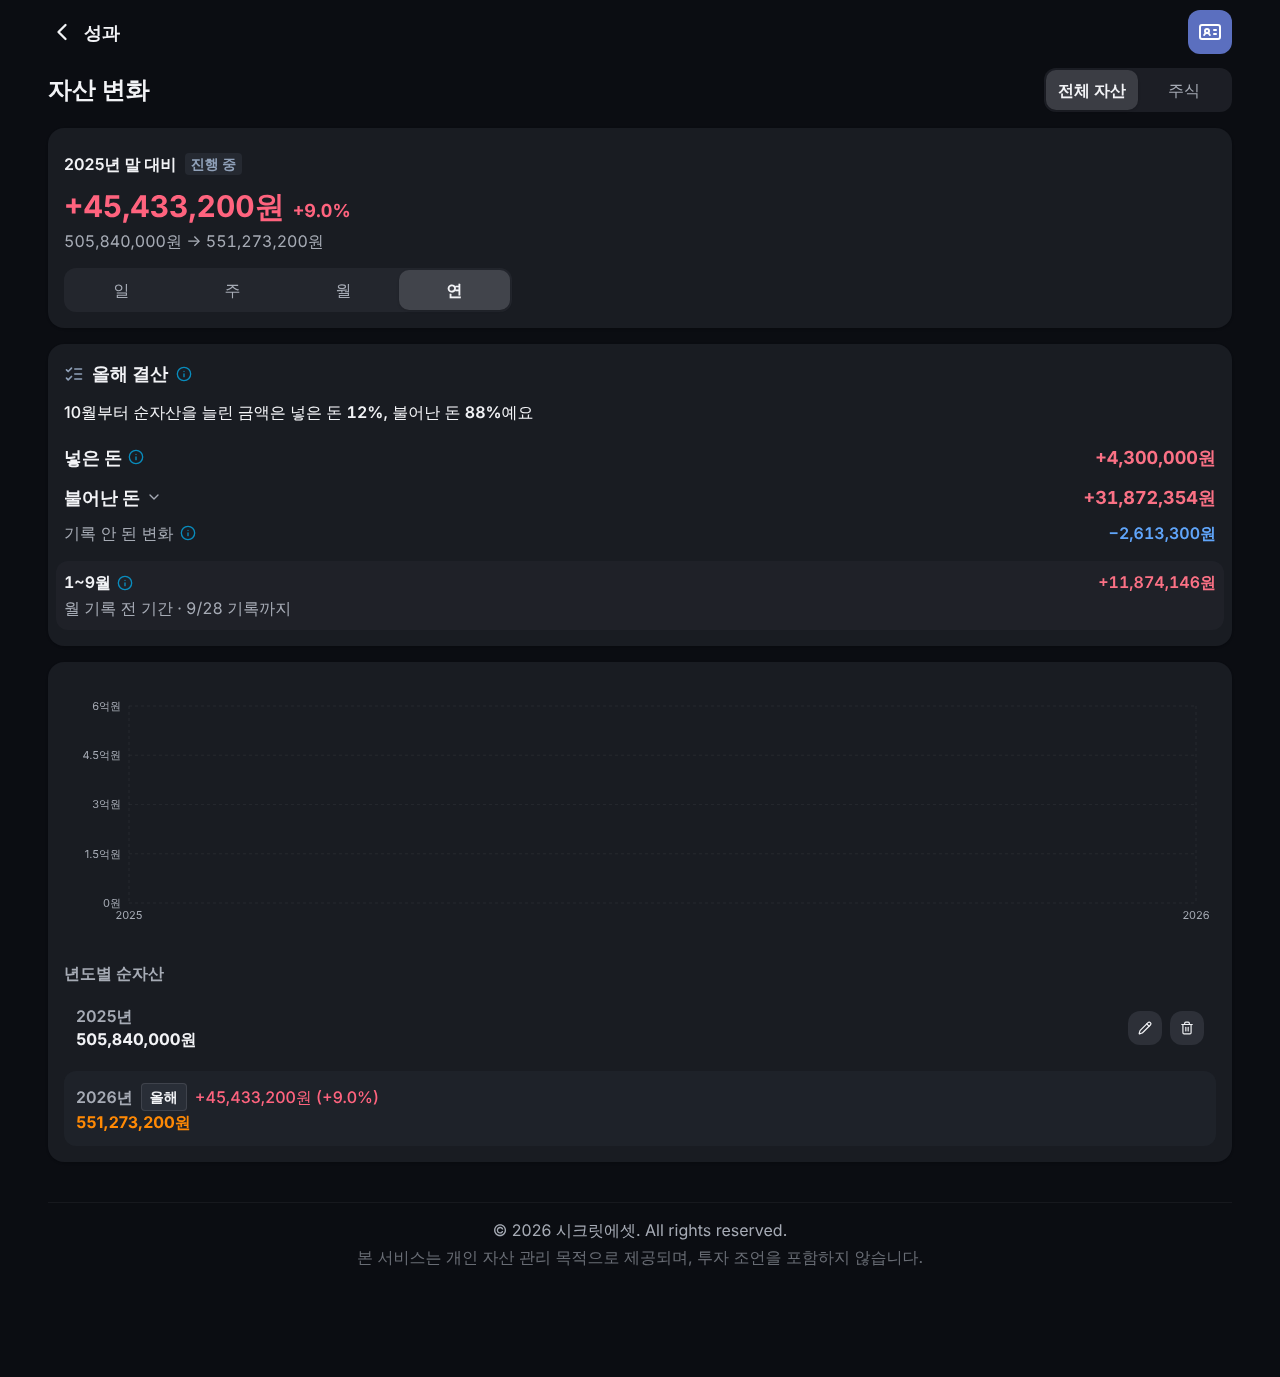 성과
자산 변화
전체 자산
주식
2025년 말 대비 진행 중
+45,433,200원 +9.0%
505,840,000원 → 551,273,200원
일 주 월 연
올해 결산
10월부터 순자산을 늘린 금액은 넣은 돈 12%, 불어난 돈 88%예요
넣은 돈 +4,300,000원
불어난 돈 +31,872,354원
기록 안 된 변화 −2,613,300원
1~9월 +11,874,146원
월 기록 전 기간 · 9/28 기록까지
6억원
4.5억원
3억원
1.5억원
0원
2025 2026
년도별 순자산
2025년
505,840,000원
2026년 올해 +45,433,200원 (+9.0%)
551,273,200원
© 2026 시크릿에셋. All rights reserved.
본 서비스는 개인 자산 관리 목적으로 제공되며, 투자 조언을 포함하지 않습니다.